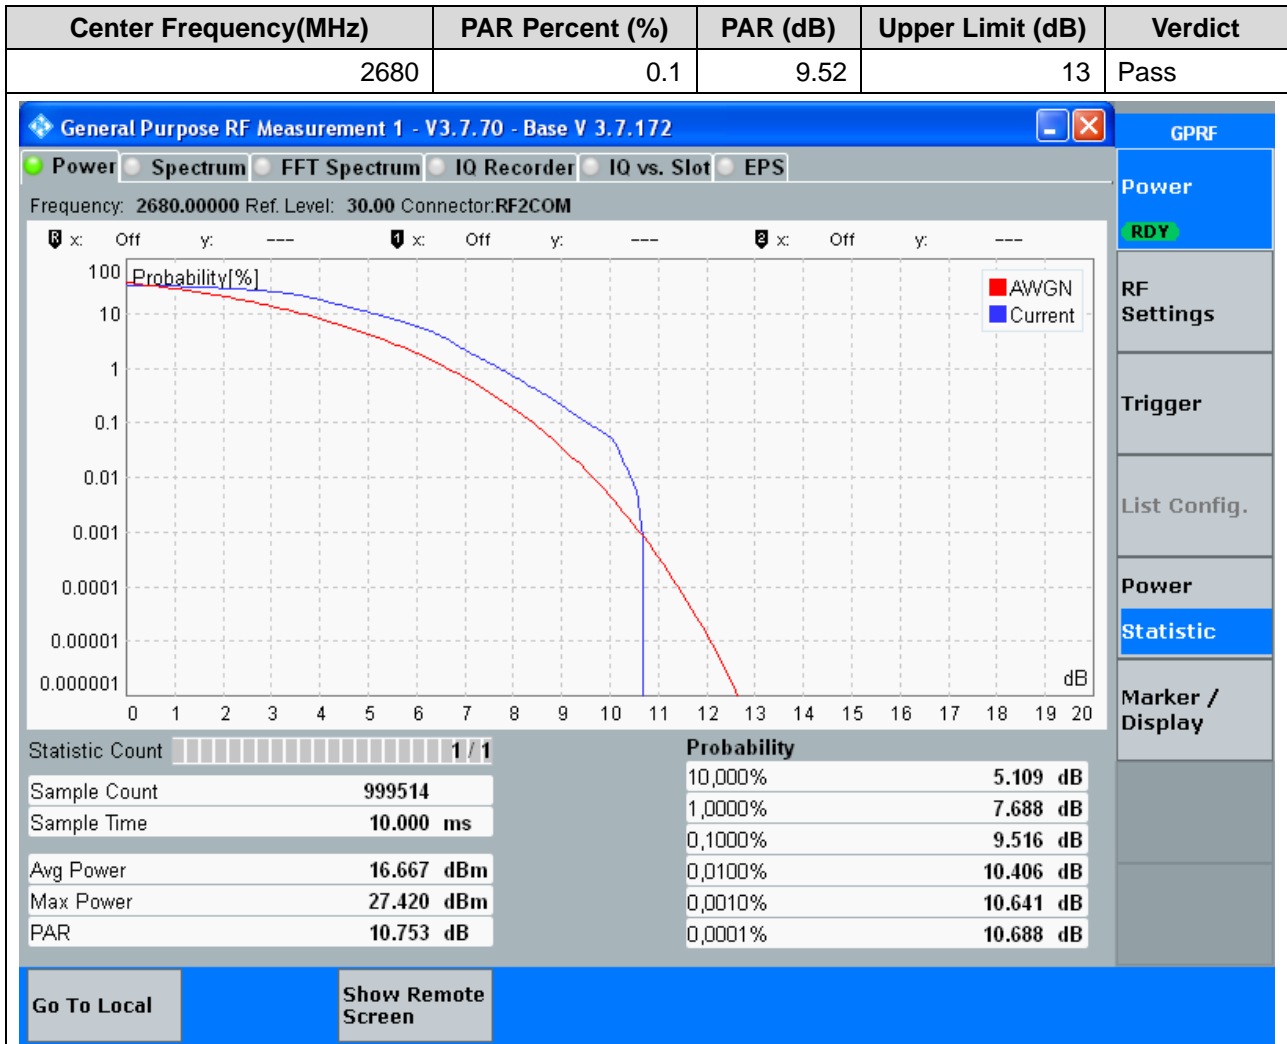 Center Frequency(MHz) PAR Percent (%) PAR (dB) Upper Limit (dB) Verdict
2680 0.1 9.52 13 Pass
General Purpose RF Measurement 1 - V3.7.70 - Base V 3.7.172
GPRF
Power Spectrum FFT Spectrum IQ Recorder IQ vs. Slot EPS
Frequency: 2680.00000 Ref. Level: 30.00 Connector:RF2COM
R x: Off y: --- 1 x: Off y: --- 2 x: Off y: ---
Probability[%]
100
10
1
0.1
0.01
0.001
0.0001
0.00001
0.000001
AWGN
Current
dB
0 1 2 3 4 5 6 7 8 9 10 11 12 13 14 15 16 17 18 19 20
Statistic Count 1 / 1
Sample Count 999514
Sample Time 10.000 ms
Avg Power 16.667 dBm
Max Power 27.420 dBm
PAR 10.753 dB
Probability
10,000% 5.109 dB
1,0000% 7.688 dB
0,1000% 9.516 dB
0,0100% 10.406 dB
0,0010% 10.641 dB
0,0001% 10.688 dB
Power
RDY
RF
Settings
Trigger
List Config.
Power
Statistic
Marker /
Display
Go To Local
Show Remote
Screen